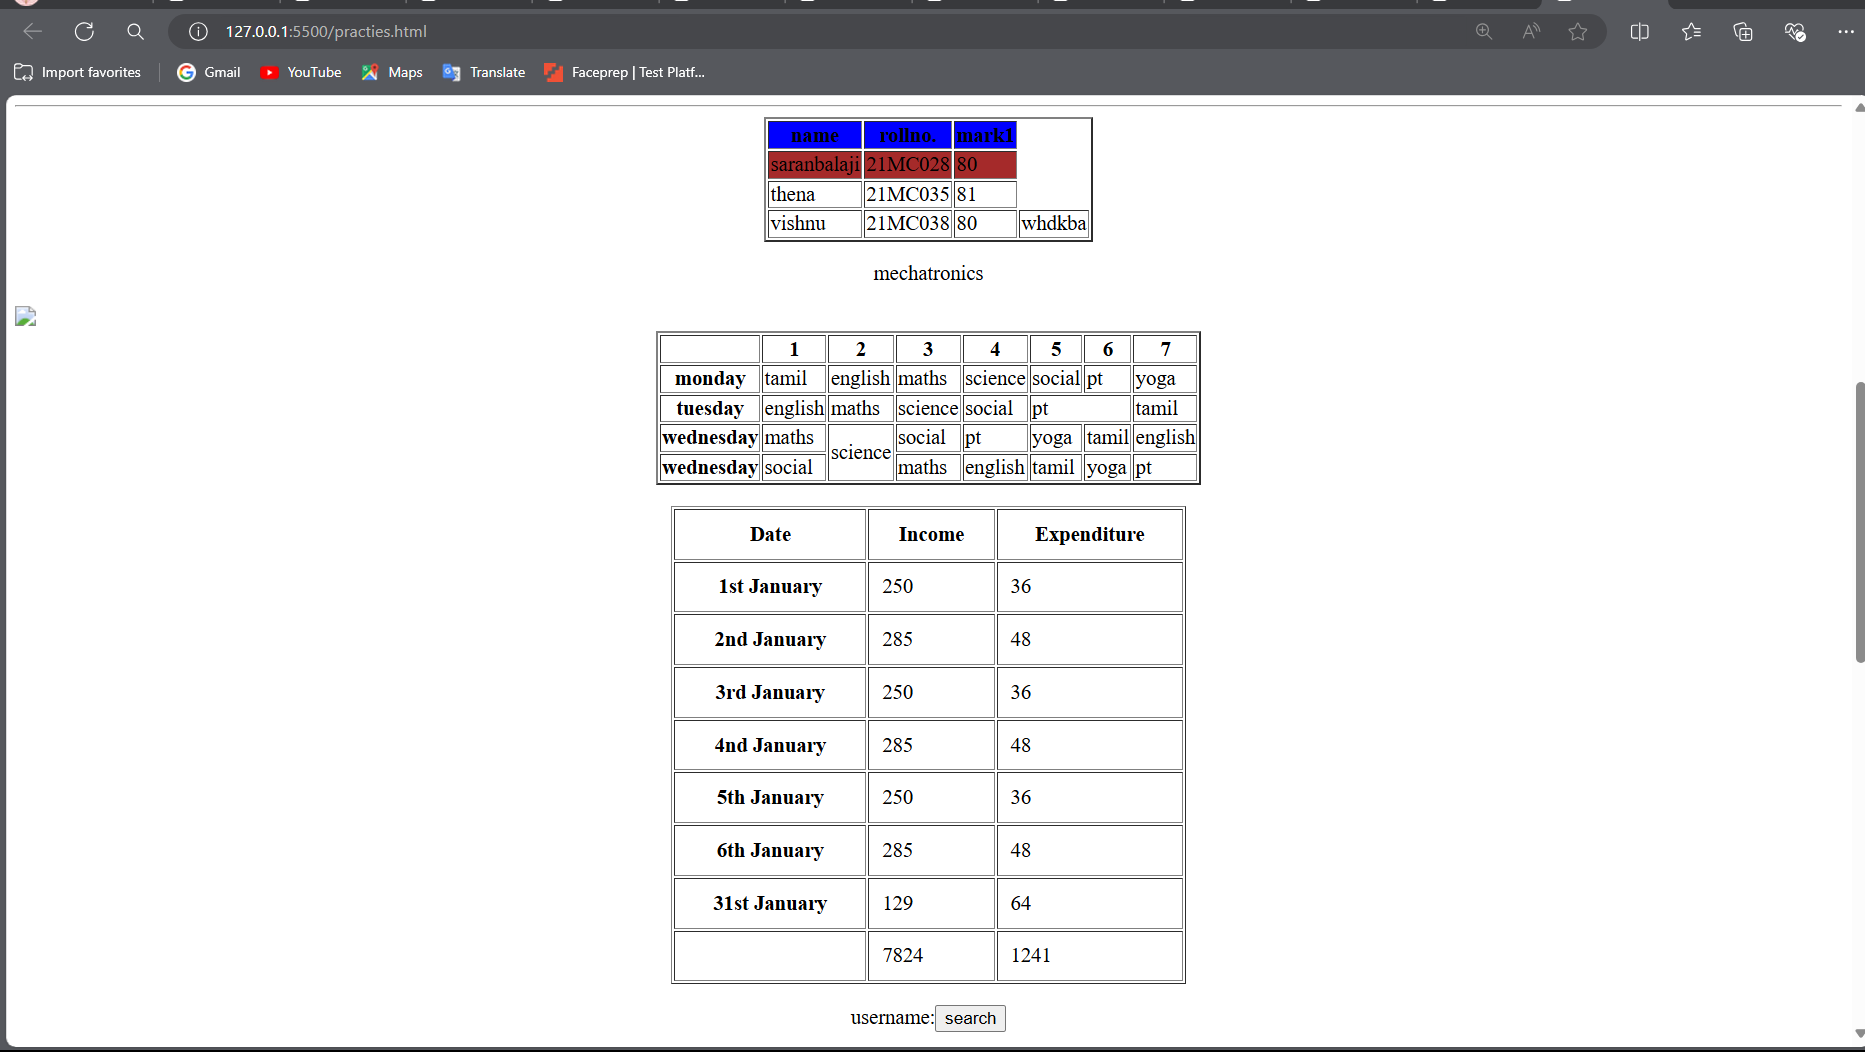 127.0.0.1:5500/practies.html
Import favorites Gmail YouTube Maps Translate Faceprep | Test Platf...
name rollno. mark1
saranbalaji 21MC028 80
thena 21MC035 81
vishnu 21MC038 80 whdkba
mechatronics
1 2 3 4 5 6 7
monday tamil english maths science social pt yoga
tuesday english maths science social pt tamil
wednesday maths science social pt yoga tamil english
wednesday social maths english tamil yoga pt
Date Income Expenditure
1st January 250 36
2nd January 285 48
3rd January 250 36
4nd January 285 48
5th January 250 36
6th January 285 48
31st January 129 64
7824 1241
username: search